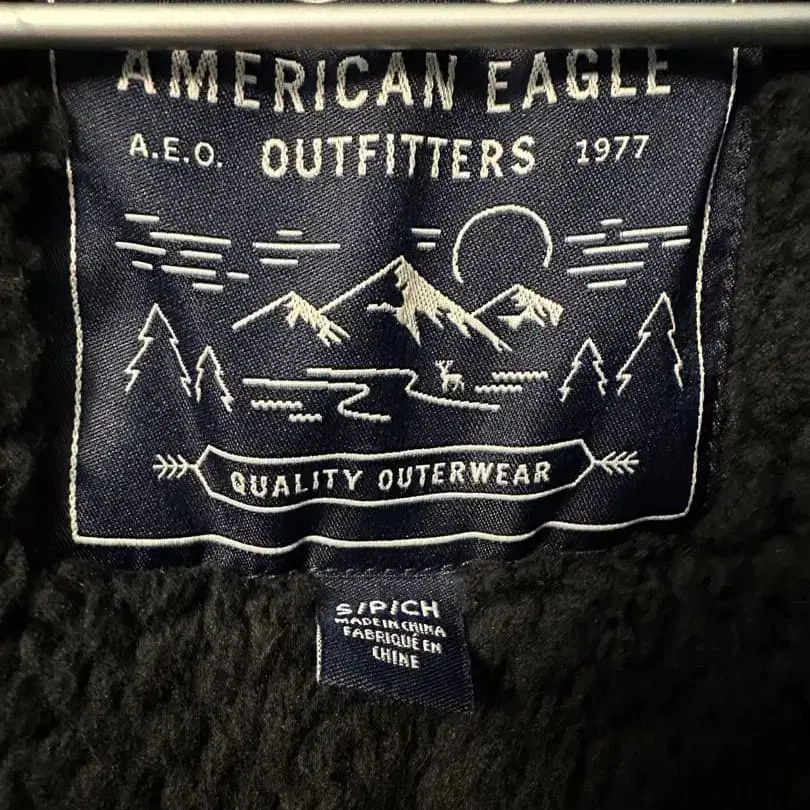 AMERICAN EAGLE
A.E.O. OUTFITTERS 1977
QUALITY OUTERWEAR
S/P/CH
MADE IN CHINA
FABRIQUÉ EN
CHINE